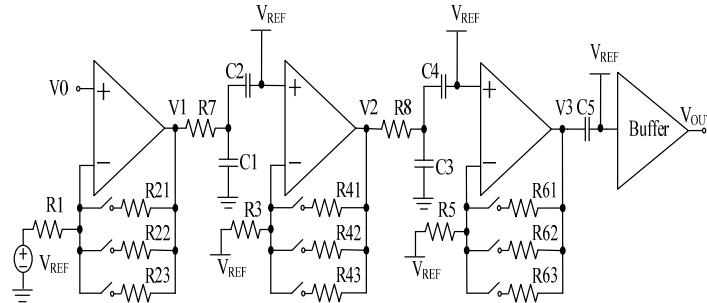 V_REF
V_REF
V_REF
V0
+
−
V1
R7
C2
C1
+
−
V2
R8
C4
C3
+
−
V3
C5
Buffer
V_OU
R1
V_REF
R21
R22
R23
R3
V_REF
R41
R42
R43
R5
V_REF
R61
R62
R63